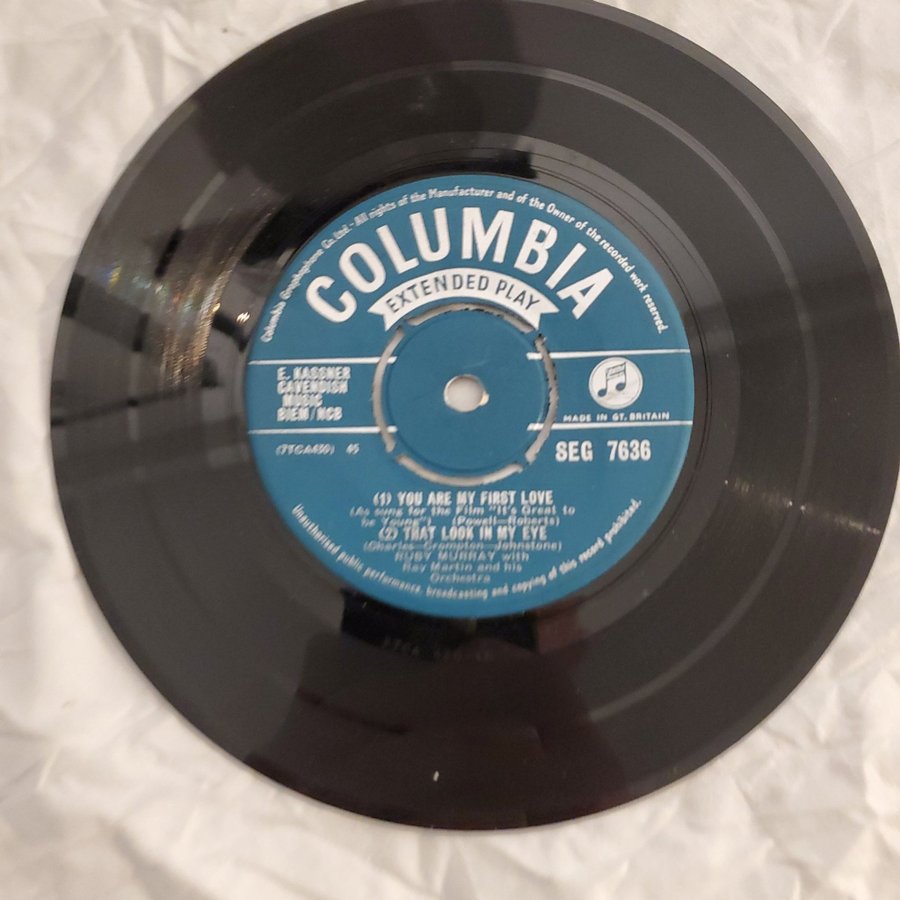 Columbia Graphophone Co. Ltd. - All rights of the Manufacturer and of the Owner of the recorded work reserved.
COLUMBIA
EXTENDED PLAY
E. KASSNER
CAVENDISH
MUSIC
BIEM/NCB
MADE IN GT. BRITAIN
(7TCA450) 45
SEG 7636
(1) YOU ARE MY FIRST LOVE
(As sung for the Film "It's Great to
be Young") (Powell—Roberts)
(2) THAT LOOK IN MY EYE
(Charles—Crompton—Johnstone)
RUBY MURRAY with
Ray Martin and his
Orchestra
Unauthorised public performance, broadcasting and copying of this record prohibited.